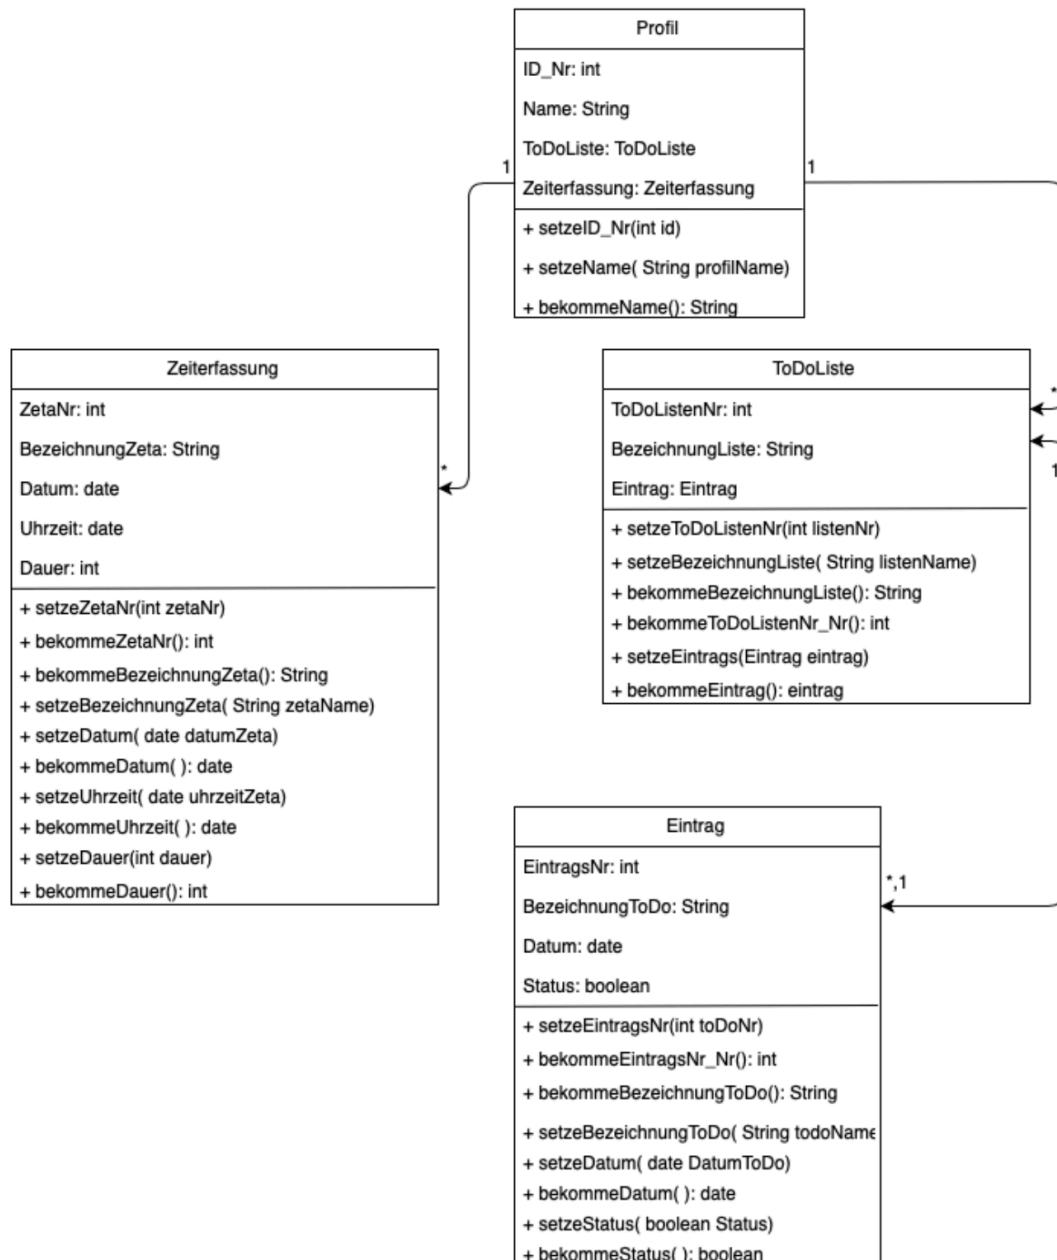 Profil
ID_Nr: int
Name: String
ToDoListe: ToDoListe
Zeiterfassung: Zeiterfassung
+ setzeID_Nr(int id)
+ setzeName( String profilName)
+ bekommeName(): String
1
1
Zeiterfassung
ZetaNr: int
BezeichnungZeta: String
Datum: date
Uhrzeit: date
Dauer: int
+ setzeZetaNr(int zetaNr)
+ bekommeZetaNr(): int
+ bekommeBezeichnungZeta(): String
+ setzeBezeichnungZeta( String zetaName)
+ setzeDatum( date datumZeta)
+ bekommeDatum( ): date
+ setzeUhrzeit( date uhrzeitZeta)
+ bekommeUhrzeit( ): date
+ setzeDauer(int dauer)
+ bekommeDauer(): int
*
ToDoListe
ToDoListenNr: int
BezeichnungListe: String
Eintrag: Eintrag
+ setzeToDoListenNr(int listenNr)
+ setzeBezeichnungListe( String listenName)
+ bekommeBezeichnungListe(): String
+ bekommeToDoListenNr_Nr(): int
+ setzeEintrags(Eintrag eintrag)
+ bekommeEintrag(): eintrag
*
1
Eintrag
EintragsNr: int
BezeichnungToDo: String
Datum: date
Status: boolean
+ setzeEintragsNr(int toDoNr)
+ bekommeEintragsNr_Nr(): int
+ bekommeBezeichnungToDo(): String
+ setzeBezeichnungToDo( String todoName
+ setzeDatum( date DatumToDo)
+ bekommeDatum( ): date
+ setzeStatus( boolean Status)
+ bekommeStatus( ): boolean
*,1